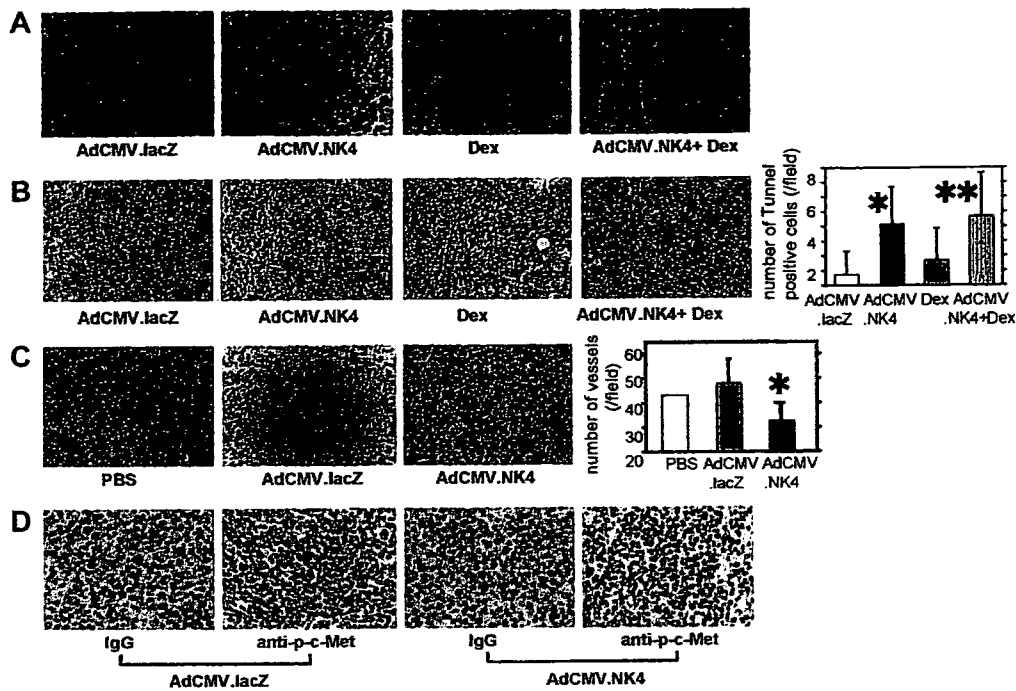 A
AdCMV.lacZ AdCMV.NK4 Dex AdCMV.NK4+ Dex
B
AdCMV.lacZ AdCMV.NK4 Dex AdCMV.NK4+ Dex
number of Tunnel
positive cells (/field)
8
6
4
2
AdCMV AdCMV Dex AdCMV
.lacZ .NK4 .NK4+Dex
* **
C
PBS AdCMV.lacZ AdCMV.NK4
number of vessels
(/field)
60
50
40
30
20
PBS AdCMV AdCMV
.lacZ .NK4
*
D
IgG anti-p-c-Met IgG anti-p-c-Met
AdCMV.lacZ AdCMV.NK4